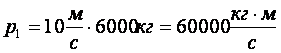 p₁ = 10 м/с · 6000кг = 60000 кг · м/с